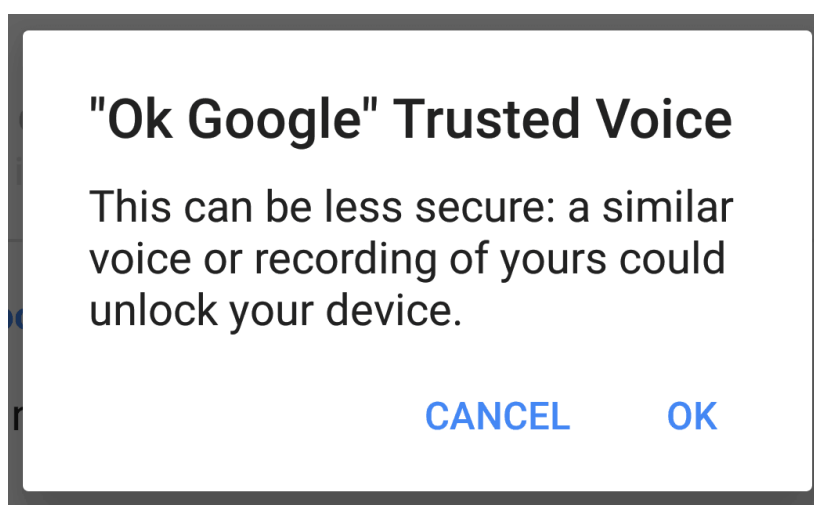 "Ok Google" Trusted Voice
This can be less secure: a similar
voice or recording of yours could
unlock your device.
CANCEL OK